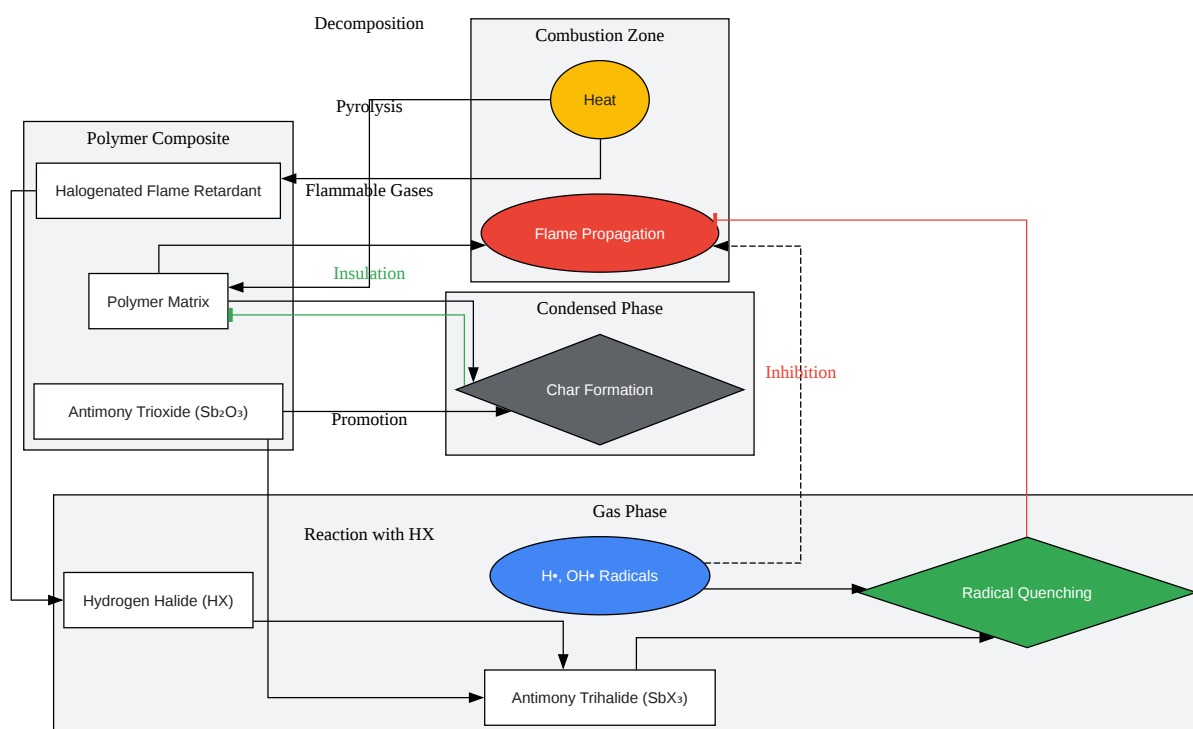 Decomposition
Combustion Zone
Heat
Pyrolysis
Polymer Composite
Halogenated Flame Retardant
Flammable Gases
Flame Propagation
Insulation
Polymer Matrix
Condensed Phase
Char Formation
Inhibition
Antimony Trioxide (Sb₂O₃)
Promotion
Gas Phase
Reaction with HX
H•, OH• Radicals
Radical Quenching
Hydrogen Halide (HX)
Antimony Trihalide (SbX₃)